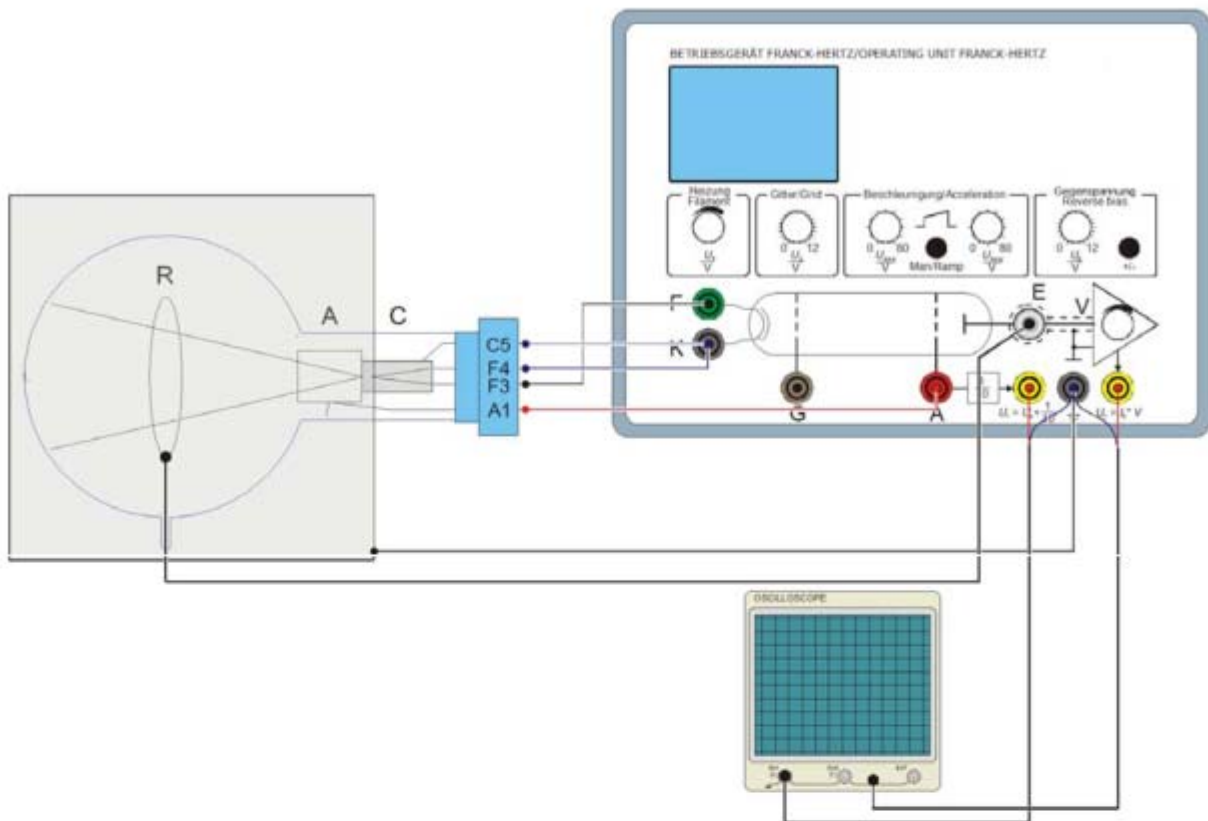 BETRIEBSGERÄT FRANCK-HERTZ/OPERATING UNIT FRANCK-HERTZ
Heizung
Filament
Gitter/Grid
Beschleunigung/Acceleration
Gegenspannung
Reverse bias
0 12
V
0 80
V
Man/Ramp
0 80
V
0 12
V
+/-
R
A
C
C5
F4
F3
A1
F
K
G
A
E
V
OSCILLOSCOPE